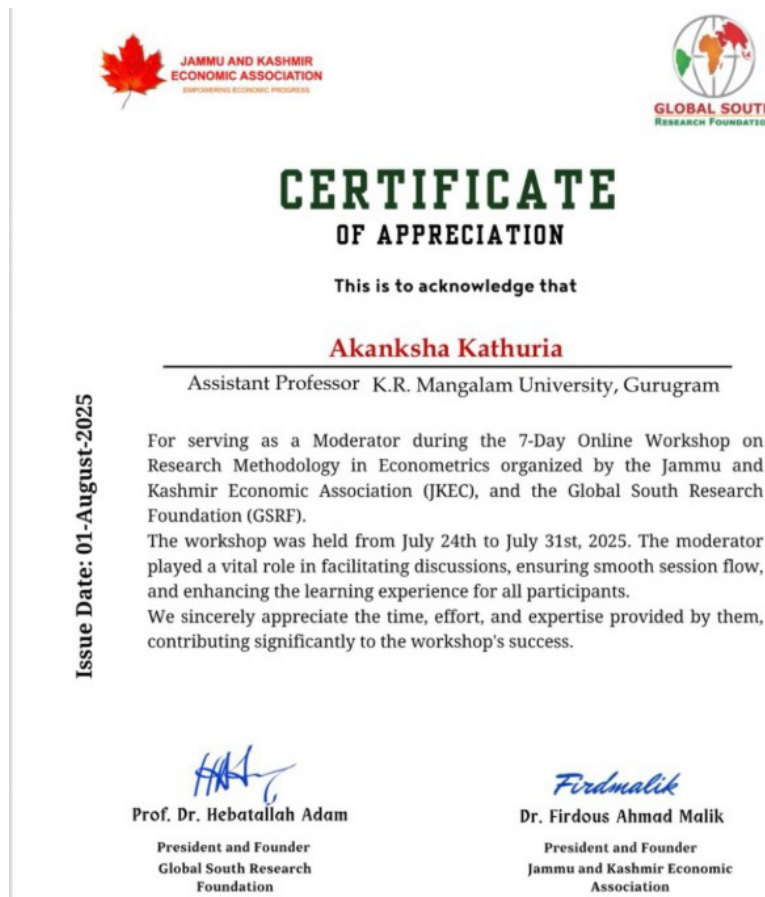 JAMMU AND KASHMIR
ECONOMIC ASSOCIATION
EMPOWERING ECONOMIC PROGRESS
GLOBAL SOUTH
RESEARCH FOUNDATION
CERTIFICATE
OF APPRECIATION
This is to acknowledge that
Akanksha Kathuria
Assistant Professor K.R. Mangalam University, Gurugram
Issue Date: 01-August-2025
For serving as a Moderator during the 7-Day Online Workshop on
Research Methodology in Econometrics organized by the Jammu and
Kashmir Economic Association (JKEC), and the Global South Research
Foundation (GSRF).
The workshop was held from July 24th to July 31st, 2025. The moderator
played a vital role in facilitating discussions, ensuring smooth session flow,
and enhancing the learning experience for all participants.
We sincerely appreciate the time, effort, and expertise provided by them,
contributing significantly to the workshop's success.
Firdmalik
Prof. Dr. Hebatallah Adam
Dr. Firdous Ahmad Malik
President and Founder
Global South Research
Foundation
President and Founder
Jammu and Kashmir Economic
Association